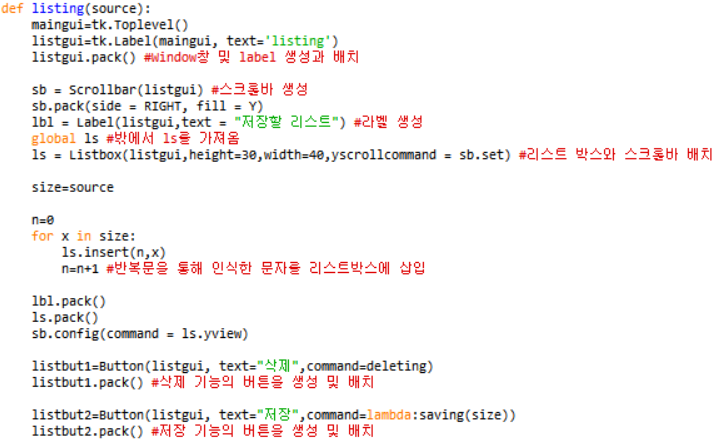 def listing(source):
    maingui=tk.Toplevel()
    listgui=tk.Label(maingui, text='listing')
    listgui.pack() #Window창 및 label 생성과 배치
    sb = Scrollbar(listgui) #스크롤바 생성
    sb.pack(side = RIGHT, fill = Y)
    lbl = Label(listgui,text = "저장할 리스트") #라벨 생성
    global ls #밖에서 ls을 가져옴
    ls = Listbox(listgui,height=30,width=40,yscrollcommand = sb.set) #리스트 박스와 스크롤바 배치
    size=source
    n=0
    for x in size:
        ls.insert(n,x)
        n=n+1 #반복문을 통해 인식한 문자을 리스트박스에 삽입
    lbl.pack()
    ls.pack()
    sb.config(command = ls.yview)
    listbut1=Button(listgui, text="삭제",command=deleting)
    listbut1.pack() #삭제 기능의 버튼을 생성 및 배치
    listbut2=Button(listgui, text="저장",command=lambda:saving(size))
    listbut2.pack() #저장 기능의 버튼을 생성 및 배치